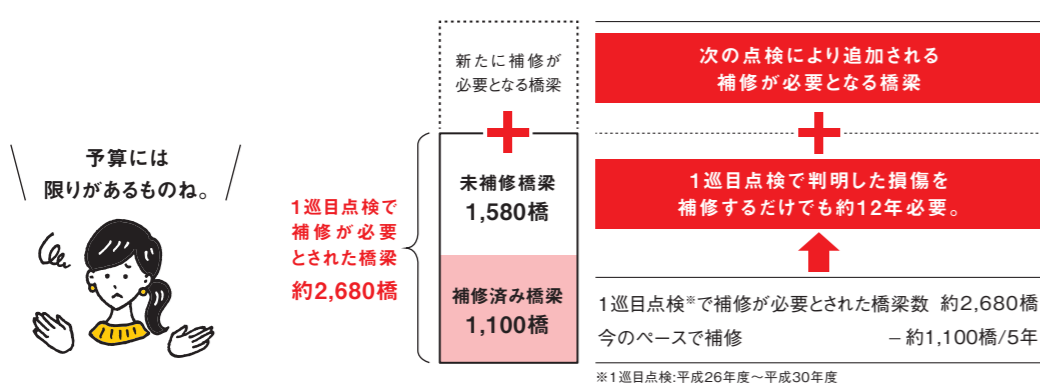 予算には
限りがあるものね。
1巡目点検で
補修が必要
とされた橋梁
約2,680橋
新たに補修が
必要となる橋梁
未補修橋梁
1,580橋
補修済み橋梁
1,100橋
次の点検により追加される
補修が必要となる橋梁
1巡目点検で判明した損傷を
補修するだけでも約12年必要。
1巡目点検※で補修が必要とされた橋梁数 約2,680橋
今のペースで補修 －約1,100橋/5年
※1巡目点検:平成26年度～平成30年度